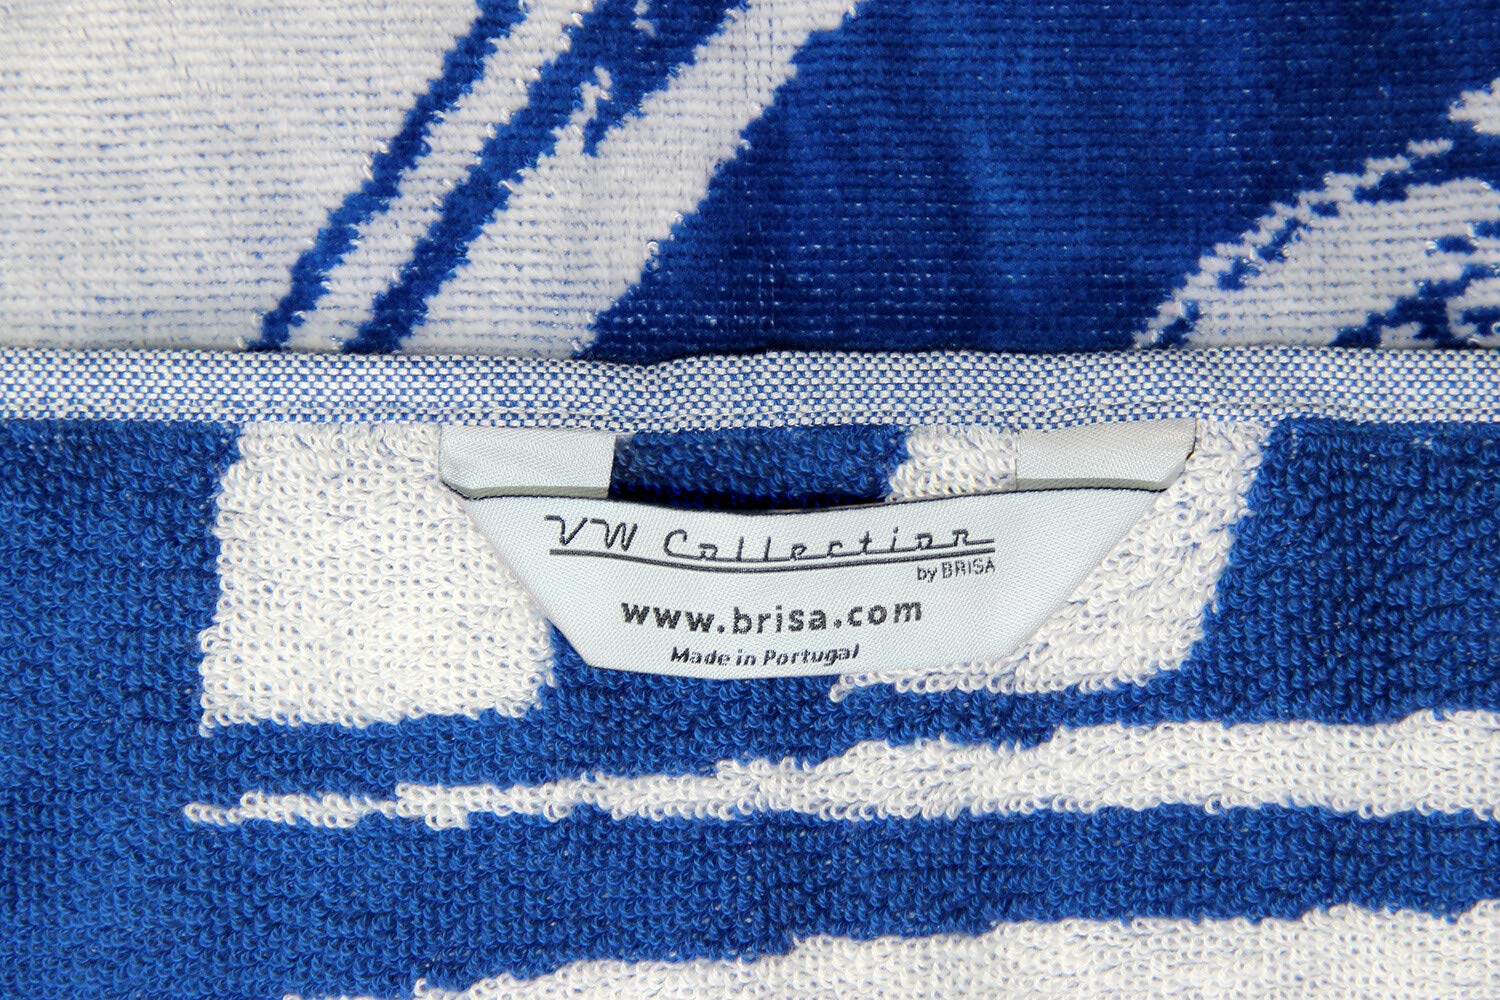 VW Collection
by BRISA
www.brisa.com
Made in Portugal